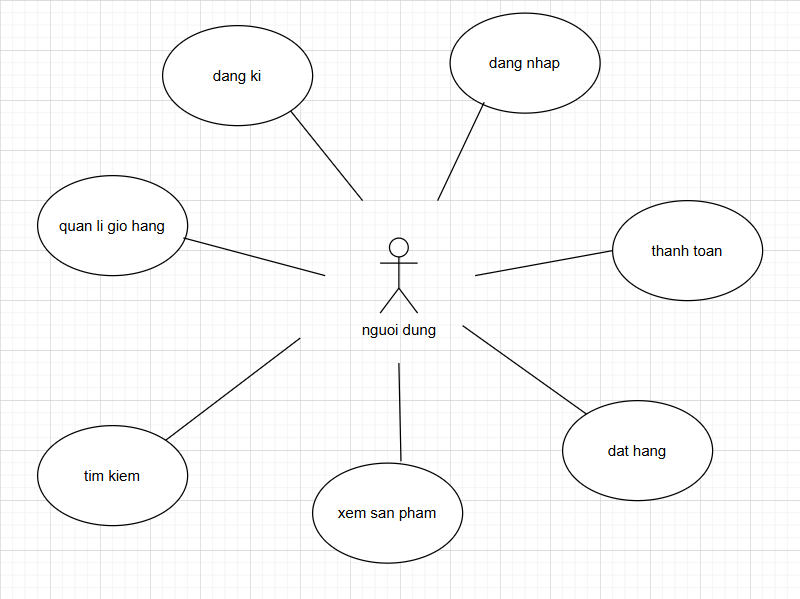 dang nhap
dang ki
quan li gio hang
thanh toan
nguoi dung
dat hang
tim kiem
xem san pham